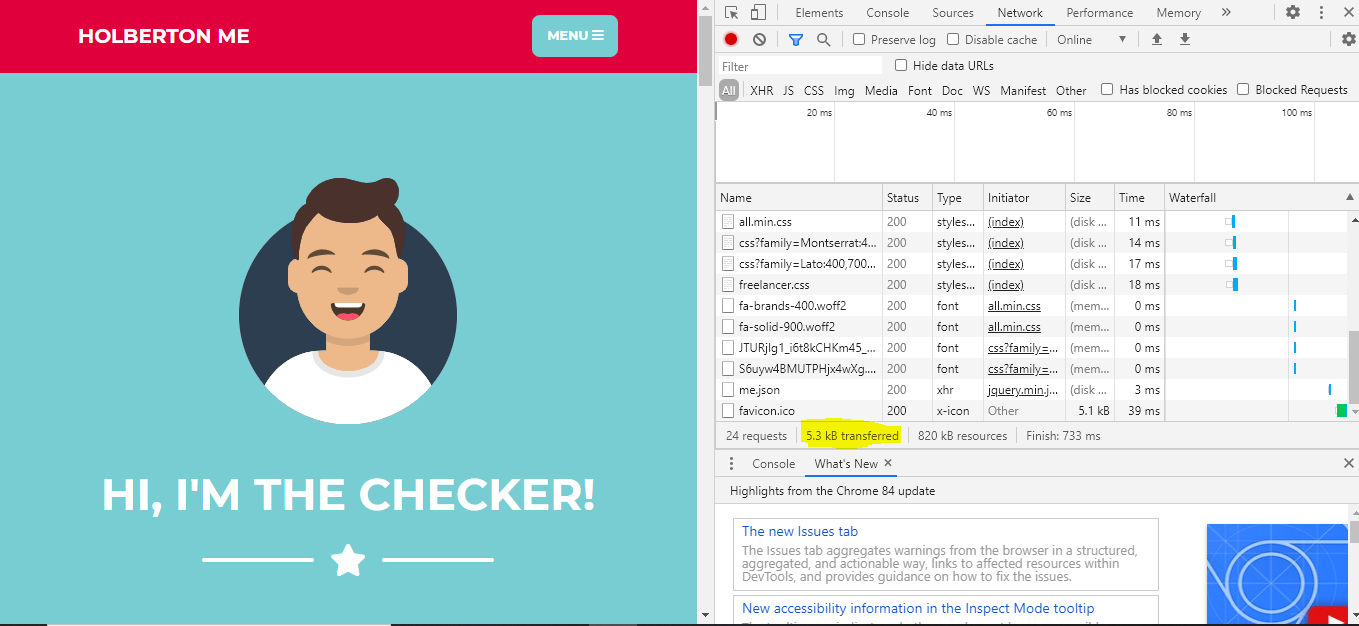 HOLBERTON ME
MENU
HI, I'M THE CHECKER!
Elements Console Sources Network Performance Memory »
Preserve log Disable cache Online ▼
Filter Hide data URLs
All XHR JS CSS Img Media Font Doc WS Manifest Other Has blocked cookies Blocked Requests
20 ms 40 ms 60 ms 80 ms 100 ms
Name Status Type Initiator Size Time Waterfall
all.min.css 200 styles... (index) (disk ... 11 ms
css?family=Montserrat:4... 200 styles... (index) (disk ... 14 ms
css?family=Lato:400,700... 200 styles... (index) (disk ... 17 ms
freelancer.css 200 styles... (index) (disk ... 18 ms
fa-brands-400.woff2 200 font all.min.css (mem... 0 ms
fa-solid-900.woff2 200 font all.min.css (mem... 0 ms
JTURjIg1_i6t8kCHKm45_... 200 font css?family=... (mem... 0 ms
S6uyw4BMUTPHjx4wXg.... 200 font css?family=... (mem... 0 ms
me.json 200 xhr jquery.min.j... (disk ... 3 ms
favicon.ico 200 x-icon Other 5.1 kB 39 ms
24 requests 5.3 kB transferred 820 kB resources Finish: 733 ms
Console What's New ×
Highlights from the Chrome 84 update
The new Issues tab
The Issues tab aggregates warnings from the browser in a structured,
aggregated, and actionable way, links to affected resources within
DevTools, and provides guidance on how to fix the issues.
New accessibility information in the Inspect Mode tooltip